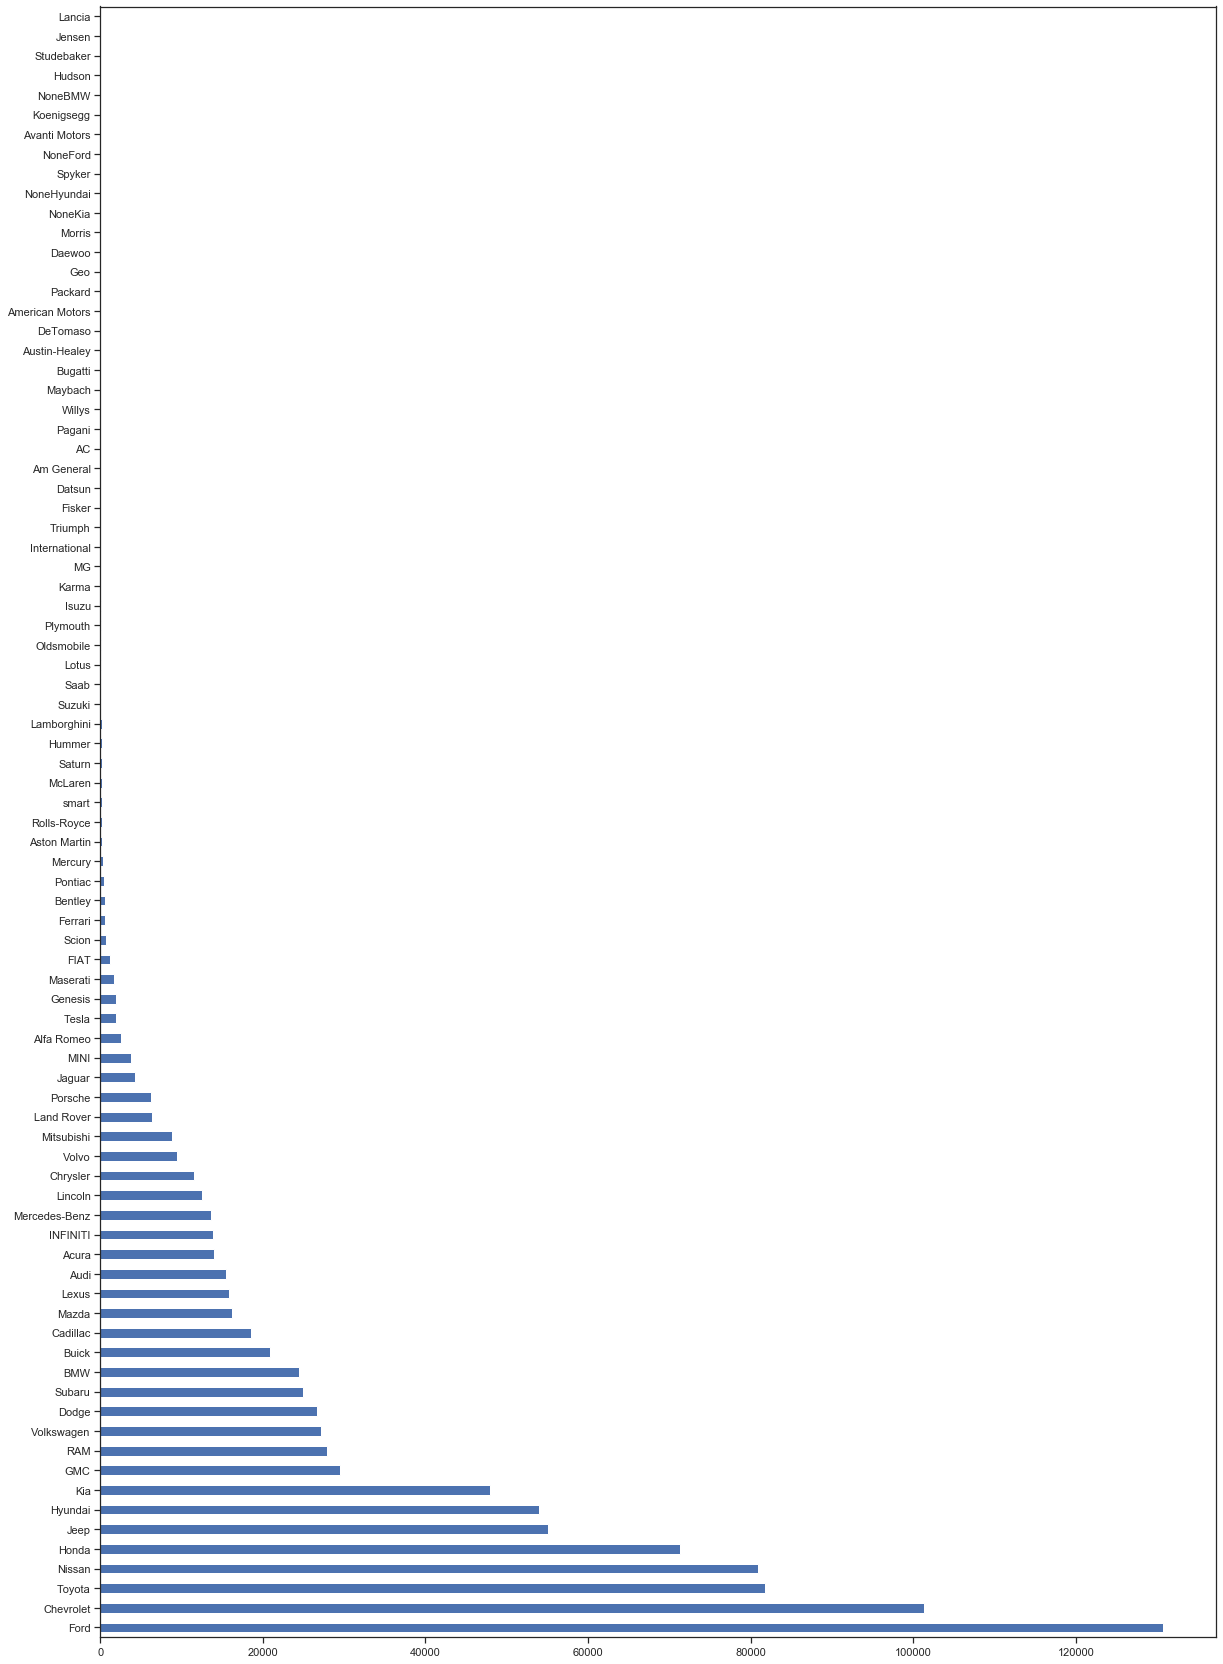 Lancia
Jensen
Studebaker
Hudson
NoneBMW
Koenigsegg
Avanti Motors
NoneFord
Spyker
NoneHyundai
NoneKia
Morris
Daewoo
Geo
Packard
American Motors
DeTomaso
Austin-Healey
Bugatti
Maybach
Willys
Pagani
AC
Am General
Datsun
Fisker
Triumph
International
MG
Karma
Isuzu
Plymouth
Oldsmobile
Lotus
Saab
Suzuki
Lamborghini
Hummer
Saturn
McLaren
smart
Rolls-Royce
Aston Martin
Mercury
Pontiac
Bentley
Ferrari
Scion
FIAT
Maserati
Genesis
Tesla
Alfa Romeo
MINI
Jaguar
Porsche
Land Rover
Mitsubishi
Volvo
Chrysler
Lincoln
Mercedes-Benz
INFINITI
Acura
Audi
Lexus
Mazda
Cadillac
Buick
BMW
Subaru
Dodge
Volkswagen
RAM
GMC
Kia
Hyundai
Jeep
Honda
Nissan
Toyota
Chevrolet
Ford
0 20000 40000 60000 80000 100000 120000